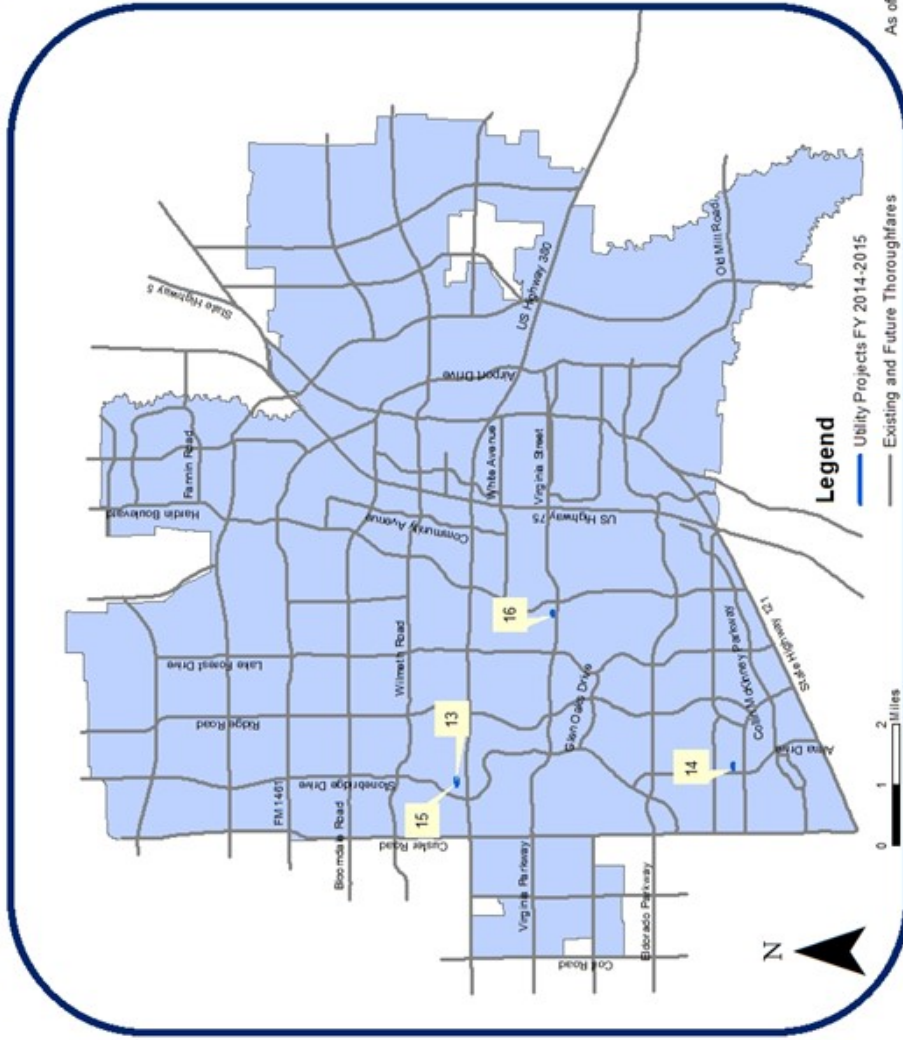 State Highway 5
Fannin Road
Hardin Boulevard
Lake Forest Drive
Ridge Road
FM 1461
Stonebridge Drive
Bloomdale Road
Custer Road
Wilmeth Road
Community Avenue
Airport Drive
US Highway 380
White Avenue
Virginia Street
US Highway 75
Old Mill Road
13
15
16
14
Glen Oaks Drive
Virginia Parkway
Eldorado Parkway
Coit Road
Collin McKinney Parkway
State Highway 121
Alma Drive
N
0 1 2
Miles
Legend
Utility Projects FY 2014-2015
Existing and Future Thoroughfares
As of